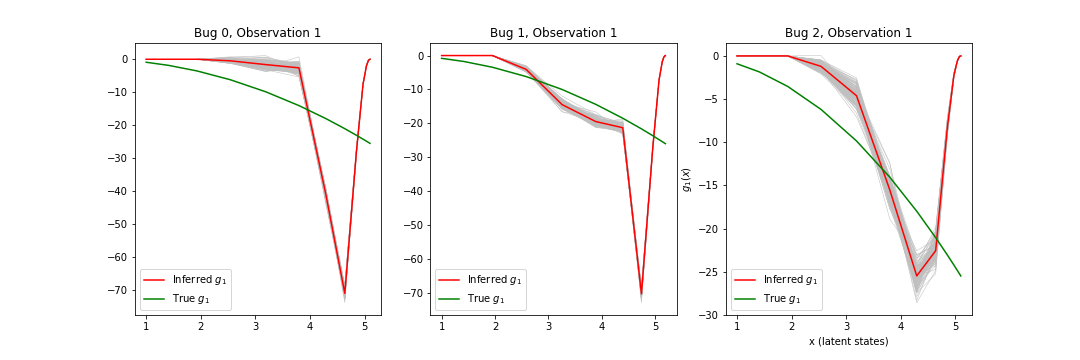 Bug 0, Observation 1
0
−10
−20
−30
−40
−50
−60
−70
1 2 3 4 5
Inferred g₁
True g₁
Bug 1, Observation 1
0
−10
−20
−30
−40
−50
−60
−70
1 2 3 4 5
Inferred g₁
True g₁
Bug 2, Observation 1
g₁(x)
0
−5
−10
−15
−20
−25
−30
1 2 3 4 5
x (latent states)
Inferred g₁
True g₁